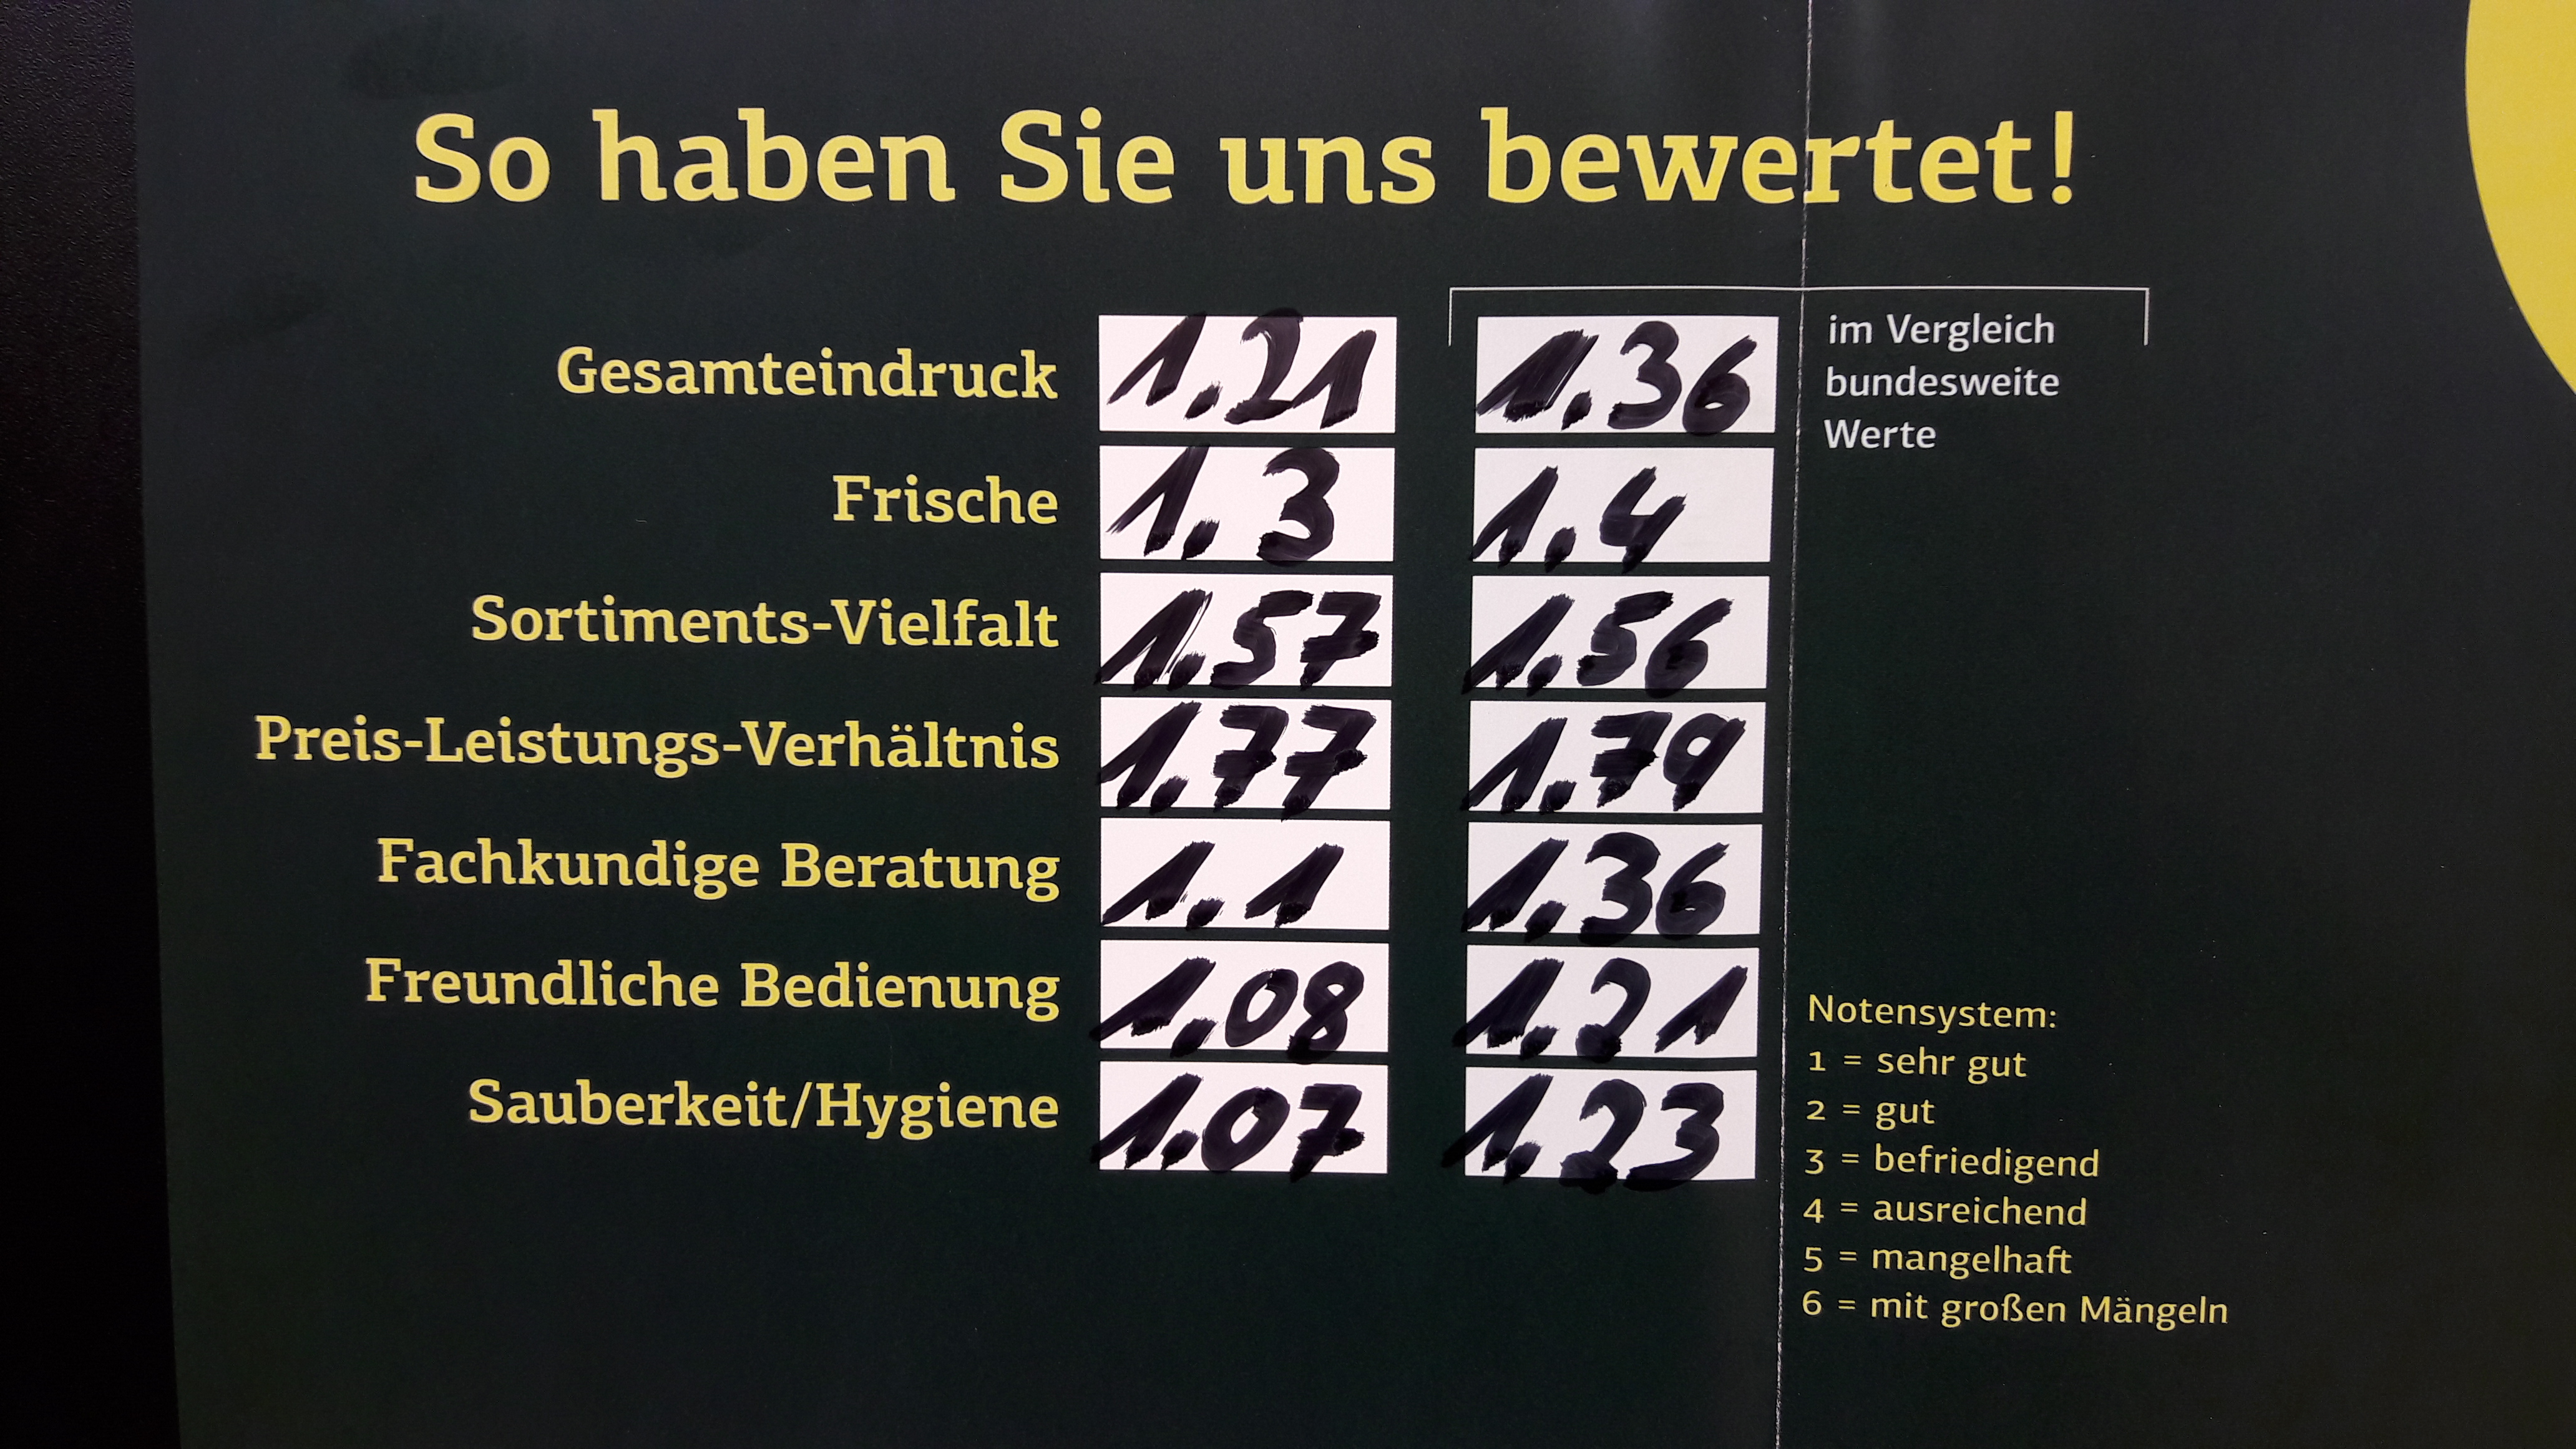 So haben Sie uns bewertet!
im Vergleich
bundesweite
Werte
Gesamteindruck 1,21 1,36
Frische 1,3 1,4
Sortiments-Vielfalt 1,57 1,56
Preis-Leistungs-Verhältnis 1,77 1,79
Fachkundige Beratung 1,1 1,36
Freundliche Bedienung 1,08 1,21
Sauberkeit/Hygiene 1,07 1,23
Notensystem:
1 = sehr gut
2 = gut
3 = befriedigend
4 = ausreichend
5 = mangelhaft
6 = mit großen Mängeln